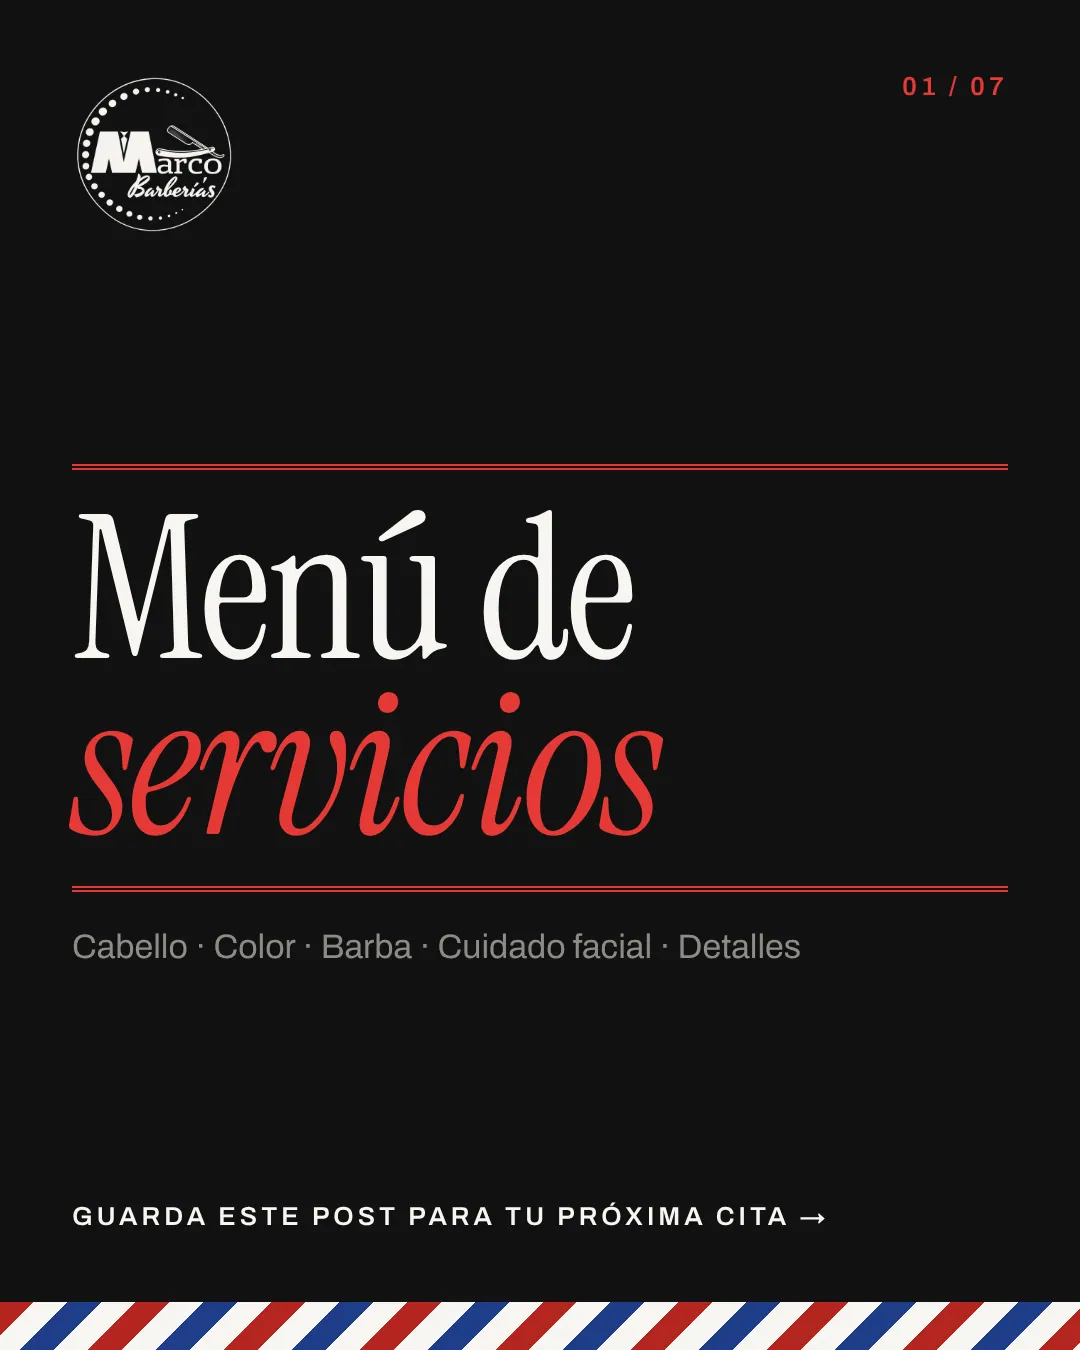 Marco
Barberías
01 / 07
Menú de
servicios
Cabello · Color · Barba · Cuidado facial · Detalles
GUARDA ESTE POST PARA TU PRÓXIMA CITA →